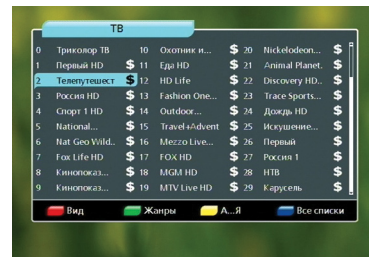 ТВ
0 Триколор ТВ 10 Охотник и... $ 20 Nickelodeon... $
1 Первый HD $ 11 Еда HD $ 21 Animal Planet. $
2 Телепутешест $ 12 HD Life $ 22 Discovery HD.. $
3 Россия HD $ 13 Fashion One... $ 23 Trace Sports... $
4 Спорт 1 HD $ 14 Outdoor... $ 24 Дождь HD $
5 National... $ 15 Travel+Advent $ 25 Искушение... $
6 Nat Geo Wild.. $ 16 Mezzo Live... $ 26 Первый $
7 Fox Life HD $ 17 FOX HD $ 27 Россия 1 $
8 Кинопоказ... $ 18 MGM HD $ 28 НТВ $
9 Кинопоказ... $ 19 MTV Live HD $ 29 Карусель $
Вид Жанры А...Я Все списки